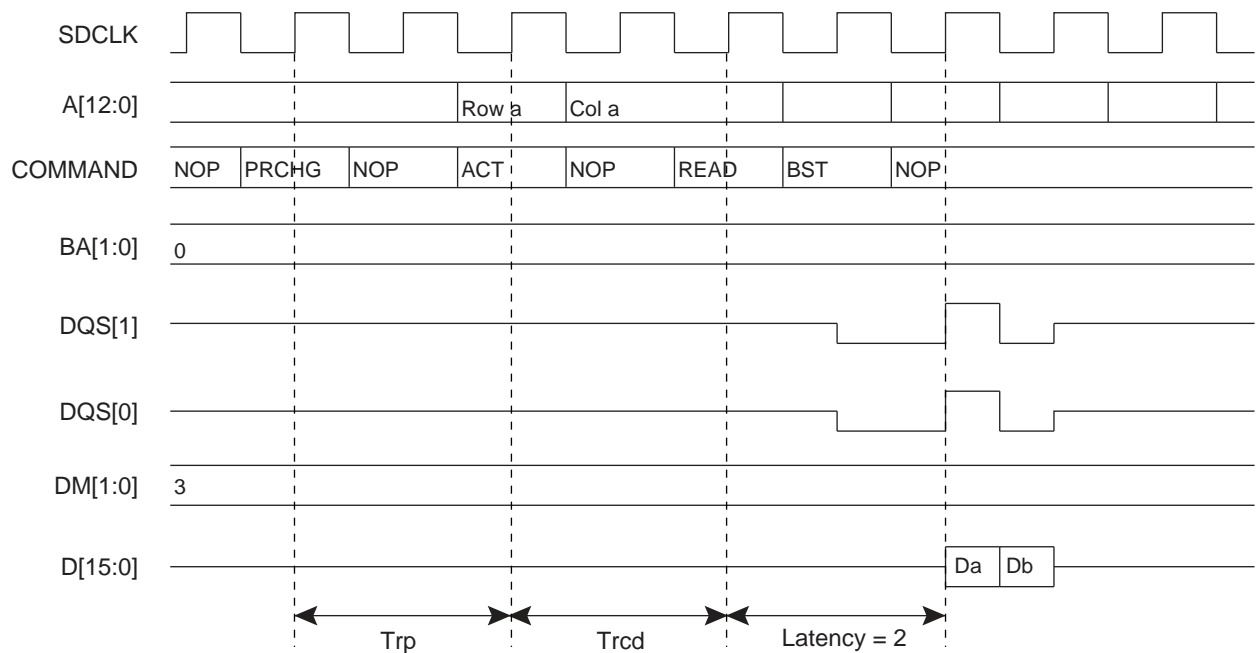 SDCLK
A[12:0] Row a Col a
COMMAND NOP PRCHG NOP ACT NOP READ BST NOP
BA[1:0] 0
DQS[1]
DQS[0]
DM[1:0] 3
D[15:0] Da Db
Trp Trcd Latency = 2